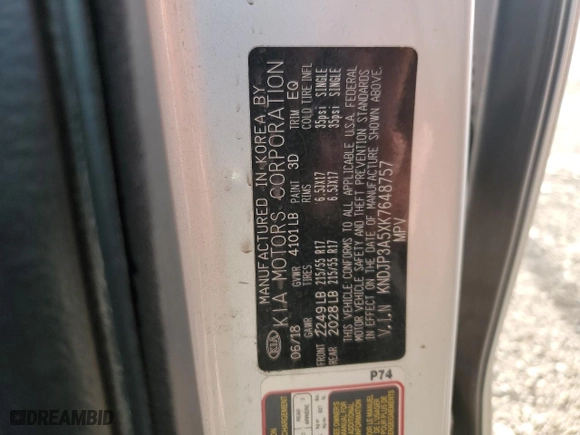 MANUFACTURED IN KOREA BY
KIA MOTORS CORPORATION
06/18 GVWR 4101LB PAINT 3D TRIM EQ
GAWR TIRES RIMS COLD TIRE INFL
FRONT 2249LB 215/55 R17 6.5JX17 35psi SINGLE
REAR 2028LB 215/55 R17 6.5JX17 35psi SINGLE
THIS VEHICLE CONFORMS TO ALL APPLICABLE U.S.A. FEDERAL
MOTOR VEHICLE SAFETY AND THEFT PREVENTION STANDARDS
IN EFFECT ON THE DATE OF MANUFACTURE SHOWN ABOVE.
V.I.N KNDJP3A5XK7648757
MPV
KIA
P74
DREAMBID